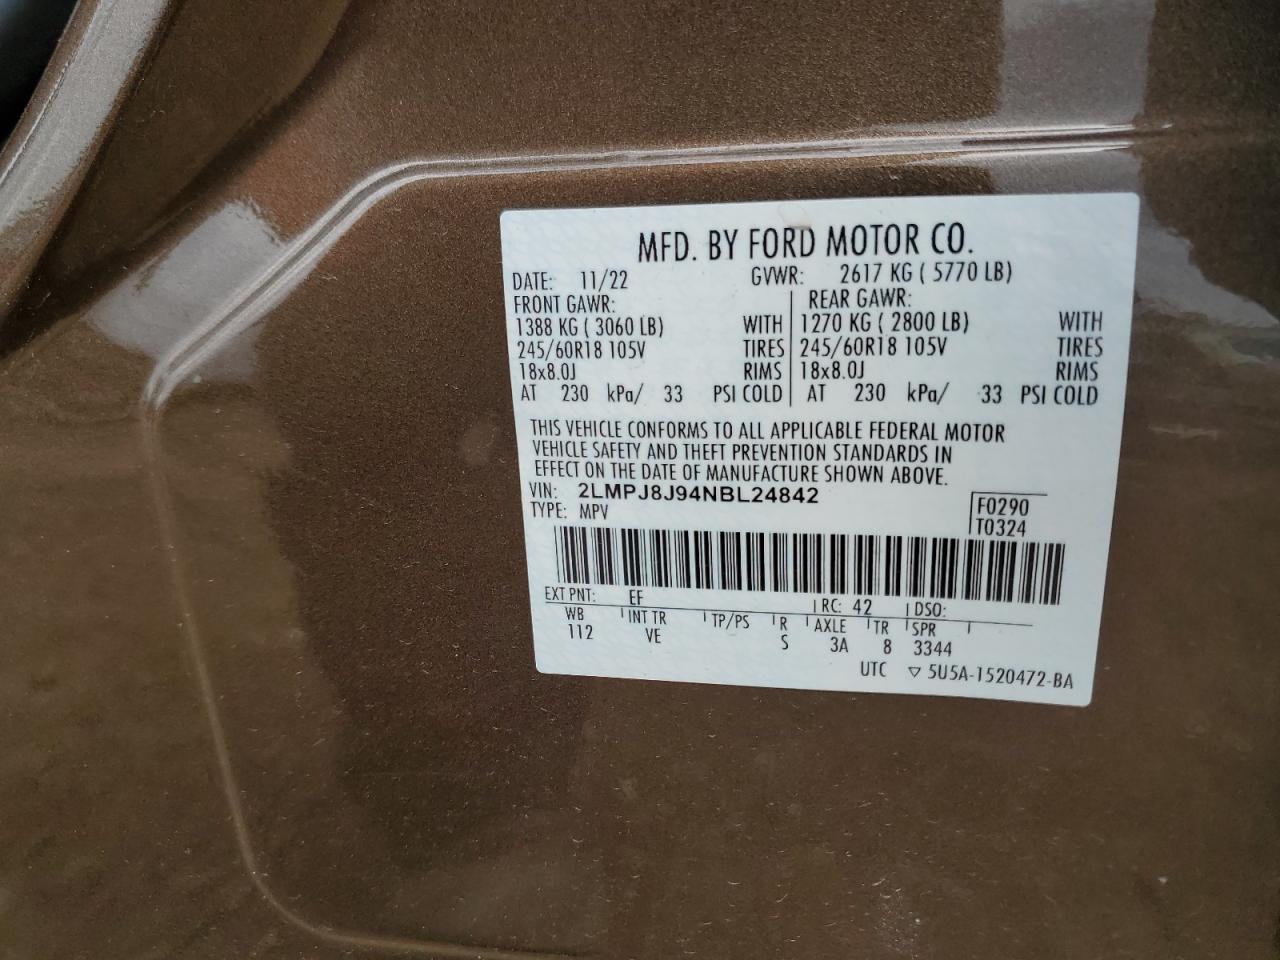 MFD. BY FORD MOTOR CO.
DATE: 11/22 GVWR: 2617 KG ( 5770 LB)
FRONT GAWR: REAR GAWR:
1388 KG ( 3060 LB) WITH 1270 KG ( 2800 LB) WITH
245/60R18 105V TIRES 245/60R18 105V TIRES
18x8.0J RIMS 18x8.0J RIMS
AT 230 kPa/ 33 PSI COLD AT 230 kPa/ 33 PSI COLD
THIS VEHICLE CONFORMS TO ALL APPLICABLE FEDERAL MOTOR
VEHICLE SAFETY AND THEFT PREVENTION STANDARDS IN
EFFECT ON THE DATE OF MANUFACTURE SHOWN ABOVE.
VIN: 2LMPJ8J94NBL24842
TYPE: MPV F0290
T0324
EXT PNT: EF RC: 42 DSO:
WB INT TR TP/PS R AXLE TR SPR
112 VE S 3A 8 3344
UTC ▽ 5U5A-1520472-BA